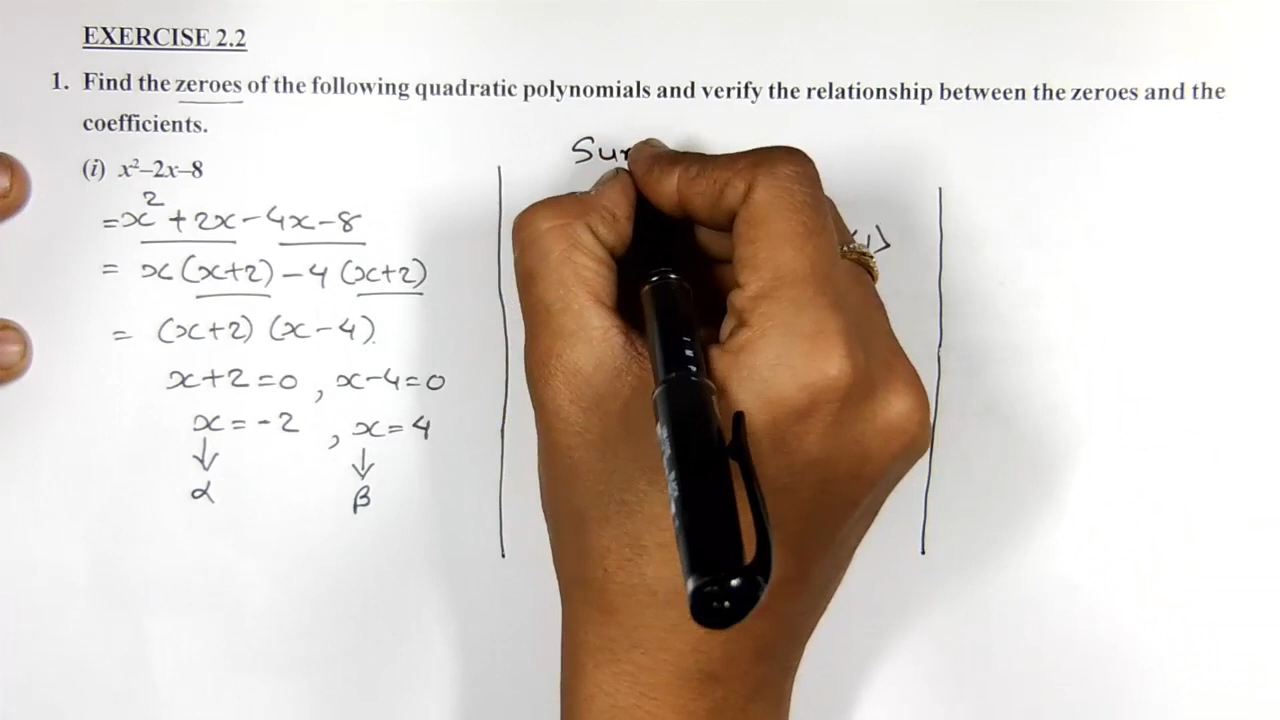 EXERCISE 2.2
1. Find the zeroes of the following quadratic polynomials and verify the relationship between the zeroes and the
coefficients.
(i) x²–2x–8
= x² + 2x - 4x - 8
= x (x+2) - 4 (x+2)
= (x+2) (x-4)
x+2=0 , x-4=0
x = -2 , x = 4
↓ ↓
α β